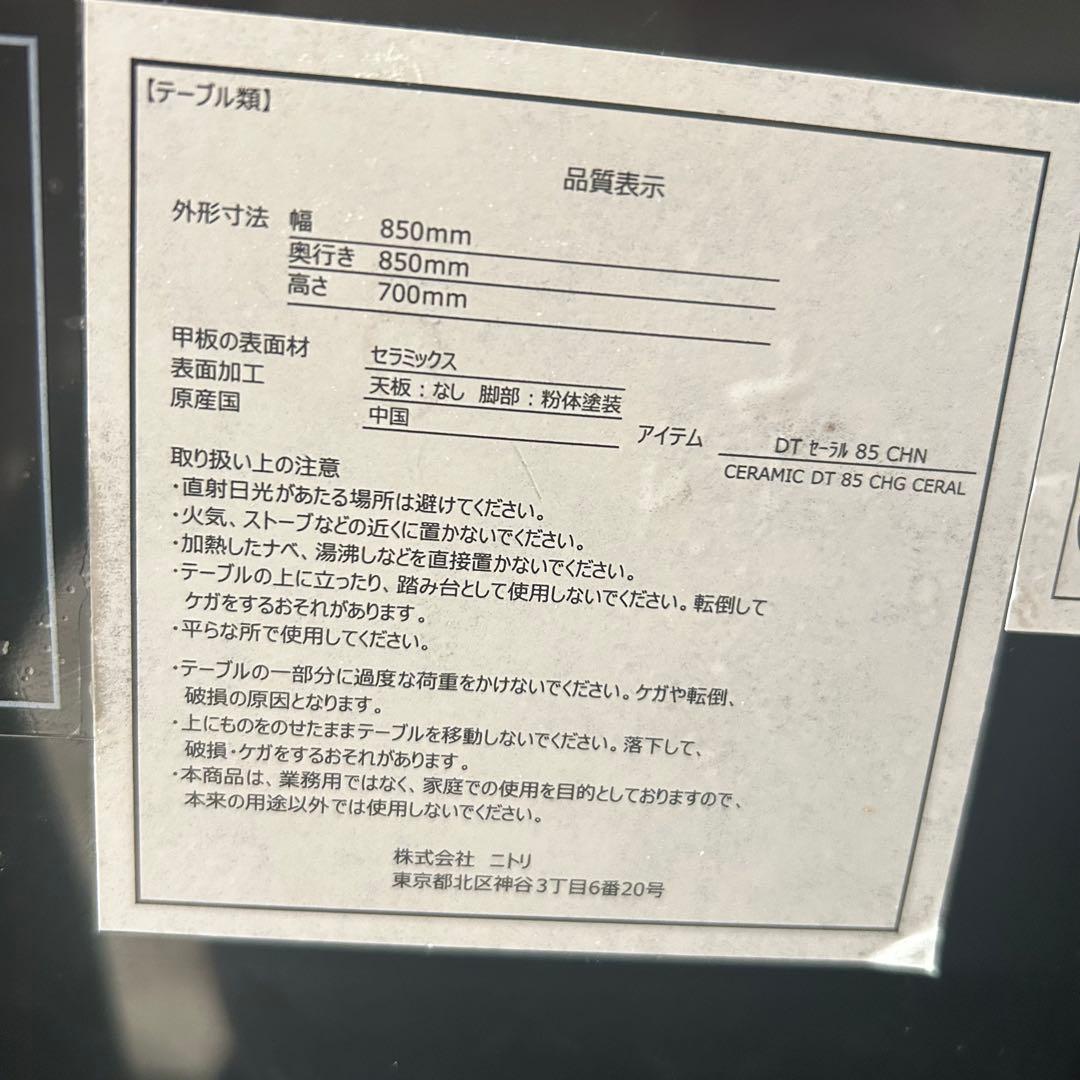 【テーブル類】
品質表示
外形寸法 幅 850mm
奥行き 850mm
高さ 700mm
甲板の表面材 セラミックス
表面加工 天板：なし 脚部：粉体塗装
原産国 中国
アイテム DT ｾｰﾗﾙ 85 CHN
CERAMIC DT 85 CHG CERAL
取り扱い上の注意
・直射日光があたる場所は避けてください。
・火気、ストーブなどの近くに置かないでください。
・加熱したナベ、湯沸しなどを直接置かないでください。
・テーブルの上に立ったり、踏み台として使用しないでください。転倒して
ケガをするおそれがあります。
・平らな所で使用してください。
・テーブルの一部分に過度な荷重をかけないでください。ケガや転倒、
破損の原因となります。
・上にものをのせたままテーブルを移動しないでください。落下して、
破損・ケガをするおそれがあります。
・本商品は、業務用ではなく、家庭での使用を目的としておりますので、
本来の用途以外では使用しないでください。
株式会社 ニトリ
東京都北区神谷3丁目6番20号